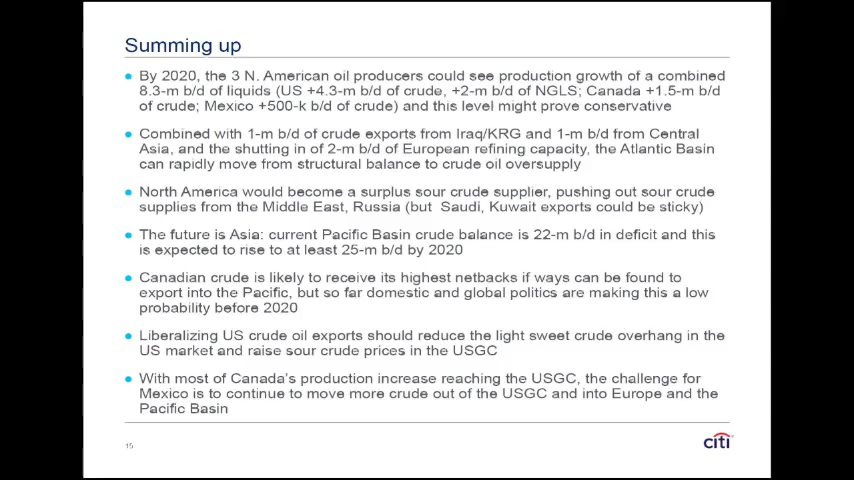 Summing up
By 2020, the 3 N. American oil producers could see production growth of a combined
8.3-m b/d of liquids (US +4.3-m b/d of crude, +2-m b/d of NGLS; Canada +1.5-m b/d
of crude; Mexico +500-k b/d of crude) and this level might prove conservative
Combined with 1-m b/d of crude exports from Iraq/KRG and 1-m b/d from Central
Asia, and the shutting in of 2-m b/d of European refining capacity, the Atlantic Basin
can rapidly move from structural balance to crude oil oversupply
North America would become a surplus sour crude supplier, pushing out sour crude
supplies from the Middle East, Russia (but Saudi, Kuwait exports could be sticky)
The future is Asia: current Pacific Basin crude balance is 22-m b/d in deficit and this
is expected to rise to at least 25-m b/d by 2020
Canadian crude is likely to receive its highest netbacks if ways can be found to
export into the Pacific, but so far domestic and global politics are making this a low
probability before 2020
Liberalizing US crude oil exports should reduce the light sweet crude overhang in the
US market and raise sour crude prices in the USGC
With most of Canada's production increase reaching the USGC, the challenge for
Mexico is to continue to move more crude out of the USGC and into Europe and the
Pacific Basin
15
citi